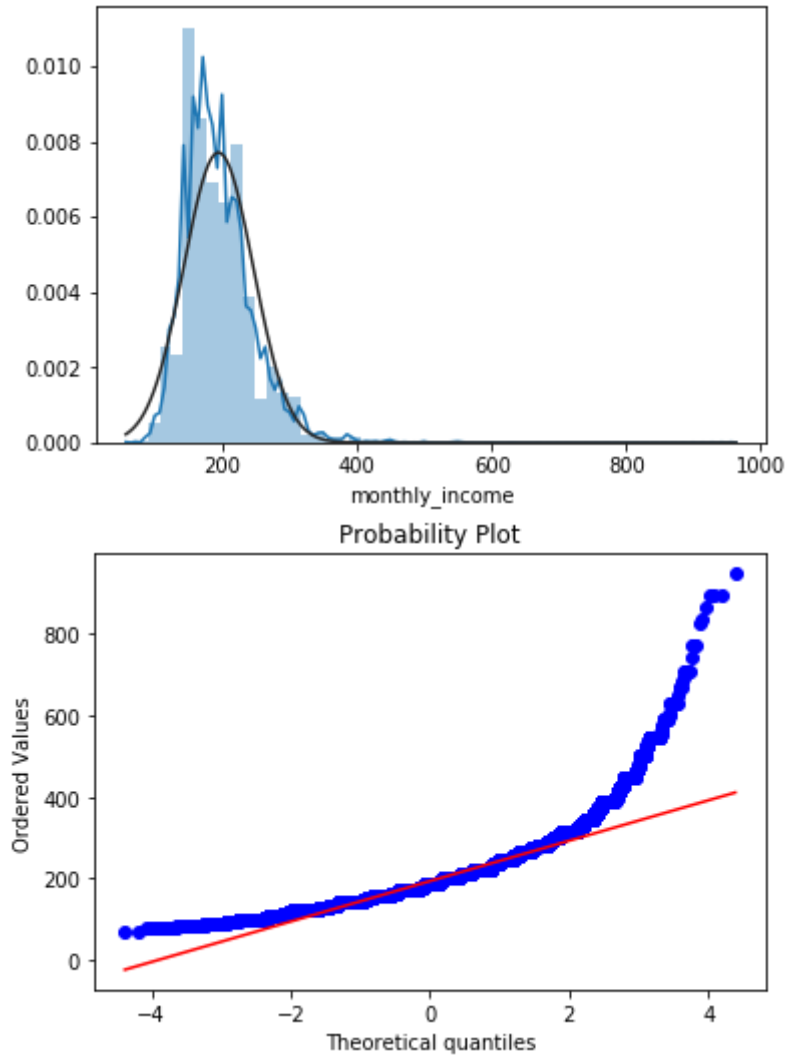 0.010
0.008
0.006
0.004
0.002
0.000
200 400 600 800 1000
monthly_income
Probability Plot
800
600
400
200
0
Ordered Values
−4 −2 0 2 4
Theoretical quantiles